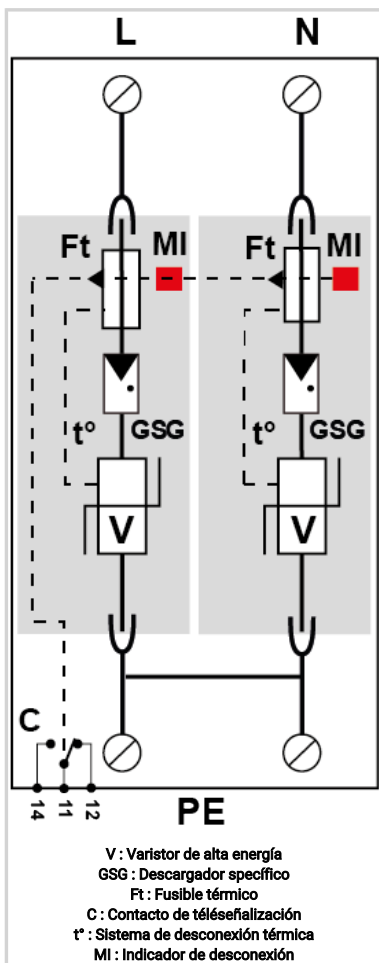 L N
Ft MI Ft MI
t° GSG t° GSG
V V
C
14 11 12
PE
V : Varistor de alta energía
GSG : Descargador specífico
Ft : Fusible térmico
C : Contacto de téléseñalización
t° : Sistema de desconexión térmica
MI : Indicador de desconexión